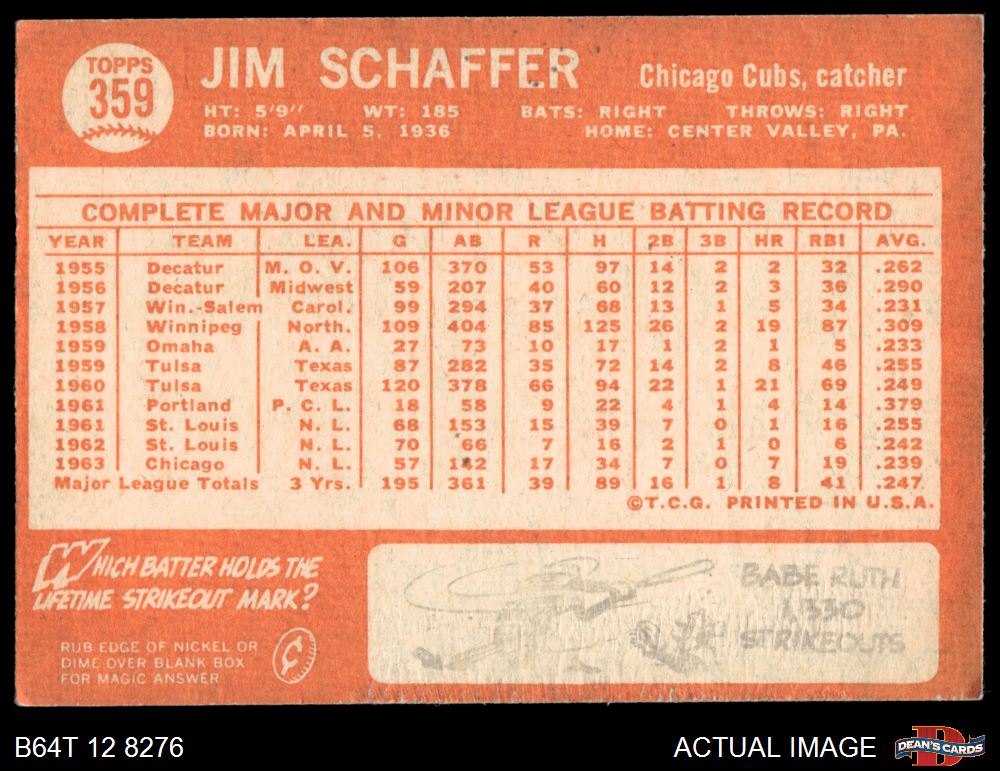 TOPPS
359
JIM SCHAFFER
Chicago Cubs, catcher
HT: 5'9" WT: 185 BATS: RIGHT THROWS: RIGHT
BORN: APRIL 5, 1936 HOME: CENTER VALLEY, PA.
COMPLETE MAJOR AND MINOR LEAGUE BATTING RECORD
YEAR TEAM LEA. G AB R H 2B 3B HR RBI AVG.
1955 Decatur M. O. V. 106 370 53 97 14 2 2 32 .262
1956 Decatur Midwest 59 207 40 60 12 2 3 36 .290
1957 Win.-Salem Carol. 99 294 37 68 13 1 5 34 .231
1958 Winnipeg North. 109 404 85 125 26 2 19 87 .309
1959 Omaha A. A. 27 73 10 17 1 2 1 5 .233
1959 Tulsa Texas 87 282 35 72 14 2 8 46 .255
1960 Tulsa Texas 120 378 66 94 22 1 21 69 .249
1961 Portland P. C. L. 18 58 9 22 4 1 4 14 .379
1961 St. Louis N. L. 68 153 15 39 7 0 1 16 .255
1962 St. Louis N. L. 70 66 7 16 2 1 0 6 .242
1963 Chicago N. L. 57 142 17 34 7 0 7 19 .239
Major League Totals 3 Yrs. 195 361 39 89 16 1 8 41 .247
©T.C.G. PRINTED IN U.S.A.
WHICH BATTER HOLDS THE
LIFETIME STRIKEOUT MARK?
RUB EDGE OF NICKEL OR
DIME OVER BLANK BOX
FOR MAGIC ANSWER
¢
BABE RUTH
1,330
STRIKEOUTS
B64T 12 8276
ACTUAL IMAGE
D
DEAN'S CARDS